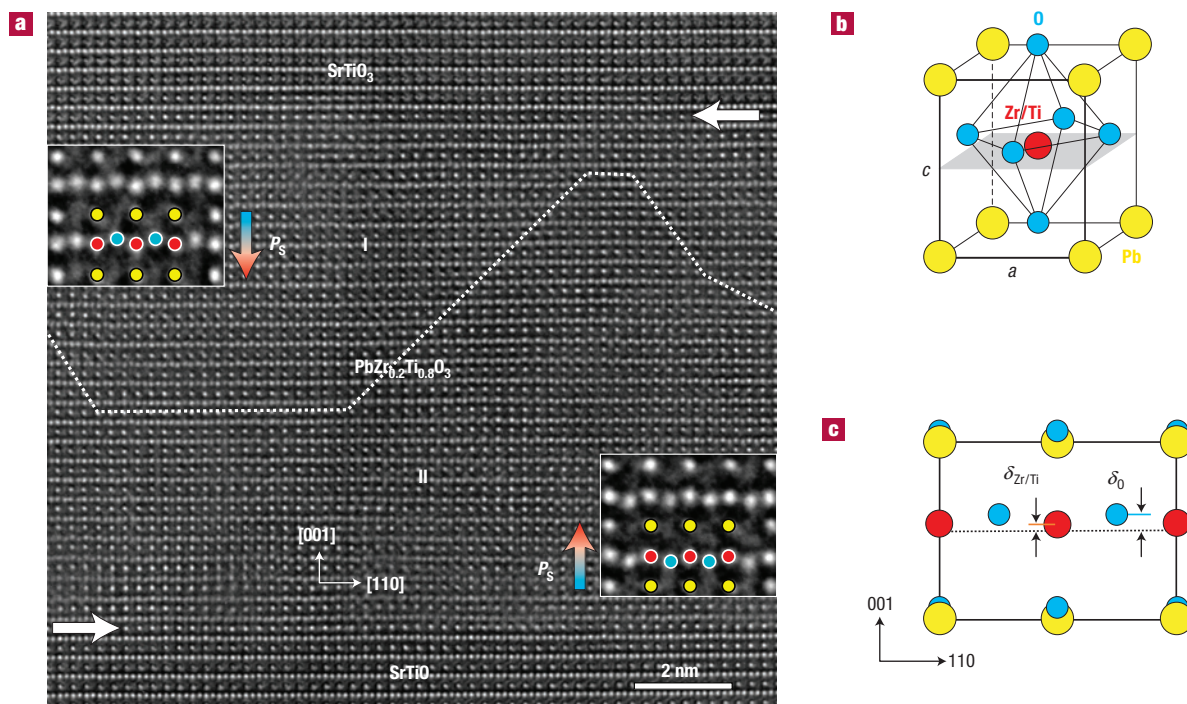 a
SrTiO3
I
PS
PbZr0.2Ti0.8O3
II
[001]
[110]
PS
SrTiO
2 nm
b
O
Zr/Ti
c
a
Pb
c
δZr/Ti
δ0
001
110